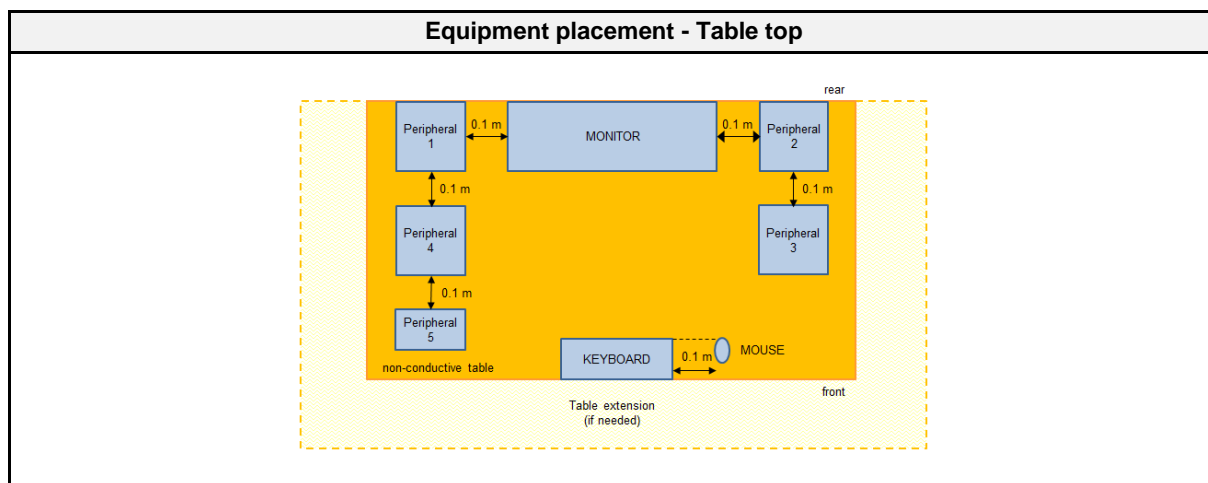 Equipment placement - Table top
rear
Peripheral
1
0.1 m
MONITOR
0.1 m
Peripheral
2
0.1 m
0.1 m
Peripheral
4
Peripheral
3
0.1 m
Peripheral
5
KEYBOARD
0.1 m
MOUSE
non-conductive table
front
Table extension
(if needed)